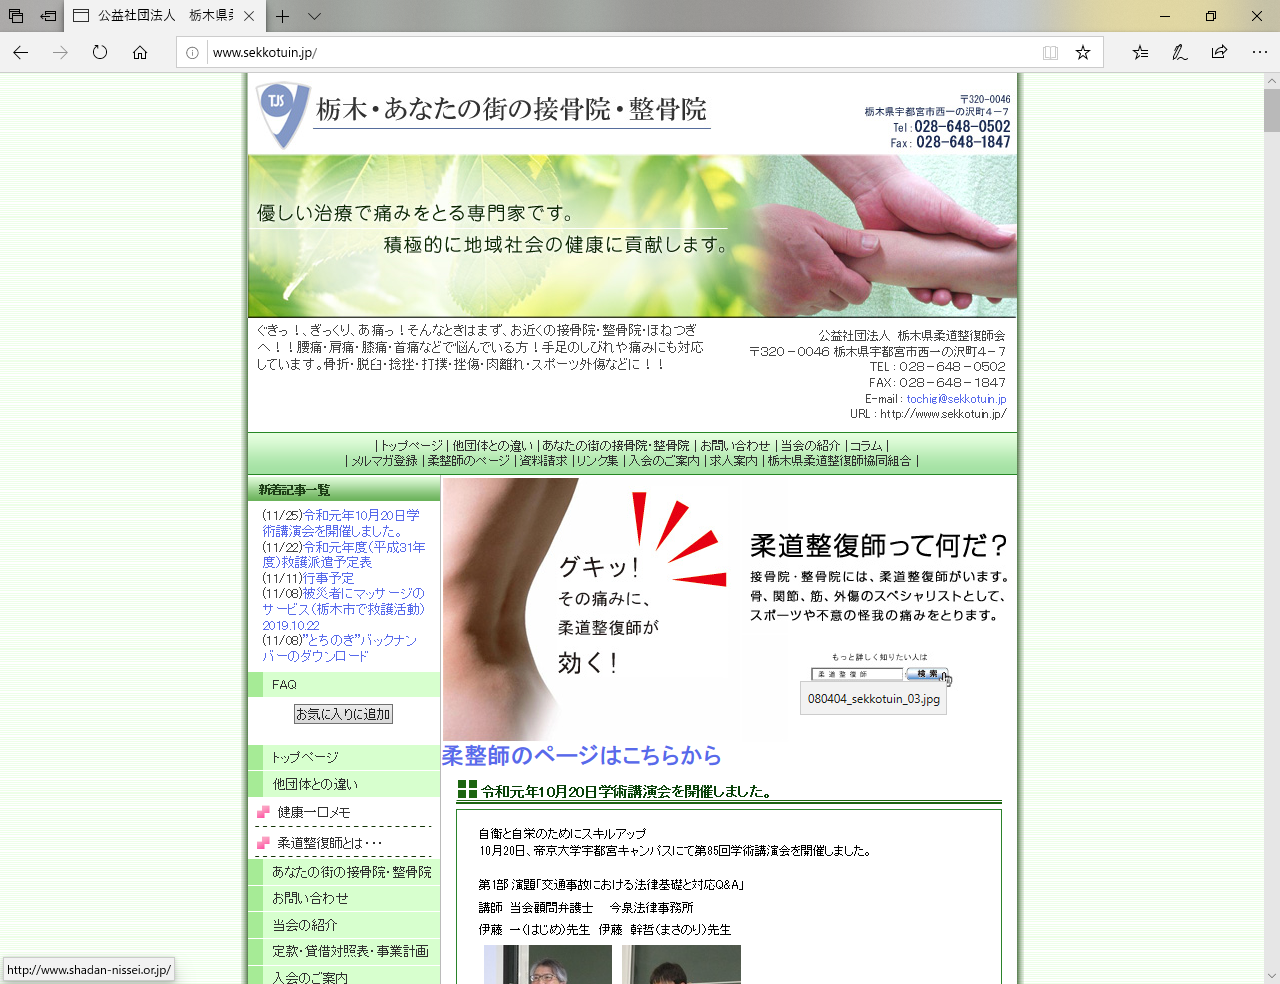 公益社団法人　栃木県柔
www.sekkotuin.jp/
TJS
栃木・あなたの街の接骨院・整骨院
〒320-0046
栃木県宇都宮市西一の沢町4－7
Tel：028-648-0502
Fax：028-648-1847
優しい治療で痛みをとる専門家です。
積極的に地域社会の健康に貢献します。
ぐきっ！、ぎっくり、あ痛っ！そんなときはまず、お近くの接骨院・整骨院・ほねつぎ
へ！！腰痛・肩痛・膝痛・首痛などで悩んでいる方！手足のしびれや痛みにも対応
しています。骨折・脱臼・捻挫・打撲・挫傷・肉離れ・スポーツ外傷などに！！
公益社団法人　栃木県柔道整復師会
〒３２０－００４６ 栃木県宇都宮市西一の沢町４－７
TEL：０２８－６４８－０５０２
FAX：０２８－６４８－１８４７
E-mail：tochigi@sekkotuin.jp
URL：http://www.sekkotuin.jp/
| トップページ | 他団体との違い | あなたの街の接骨院・整骨院 | お問い合わせ | 当会の紹介 | コラム |
| メルマガ登録 | 柔整師のページ | 資料請求 | リンク集 | 入会のご案内 | 求人案内 | 栃木県柔道整復師協同組合 |
新着記事一覧
(11/25)令和元年10月20日学
術講演会を開催しました。
(11/22)令和元年度（平成31年
度）救護派遣予定表
(11/11)行事予定
(11/08)被災者にマッサージの
サービス（栃木市で救護活動）
2019.10.22
(11/08)”とちのき”バックナン
バーのダウンロード
FAQ
お気に入りに追加
トップページ
他団体との違い
健康一口メモ
柔道整復師とは・・・
あなたの街の接骨院・整骨院
お問い合わせ
当会の紹介
定款・貸借対照表・事業計画
入会のご案内
グキッ！
その痛みに、
柔道整復師が
効く！
柔道整復師って何だ？
接骨院・整骨院には、柔道整復師がいます。
骨、関節、筋、外傷のスペシャリストとして、
スポーツや不意の怪我の痛みをとります。
もっと詳しく知りたい人は
柔道整復師
検索
080404_sekkotuin_03.jpg
柔整師のページはこちらから
令和元年10月20日学術講演会を開催しました。
自衛と自栄のためにスキルアップ
10月20日、帝京大学宇都宮キャンパスにて第85回学術講演会を開催しました。
第1部 演題「交通事故における法律基礎と対応Q&A」
講師　当会顧問弁護士　今泉法律事務所
伊藤　一（はじめ）先生　伊藤　幹哲（まさのり）先生
http://www.shadan-nissei.or.jp/